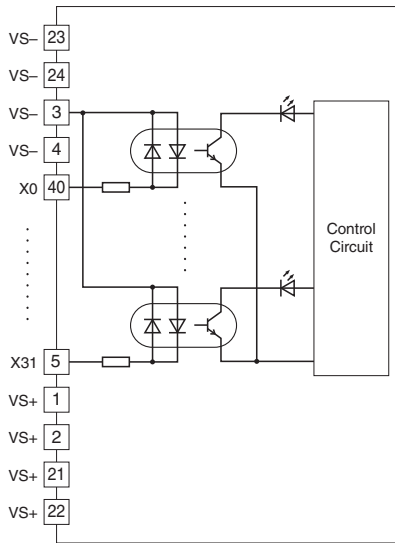 VS– 23
VS– 24
VS– 3
VS– 4
X0 40
Control
Circuit
X31 5
VS+ 1
VS+ 2
VS+ 21
VS+ 22